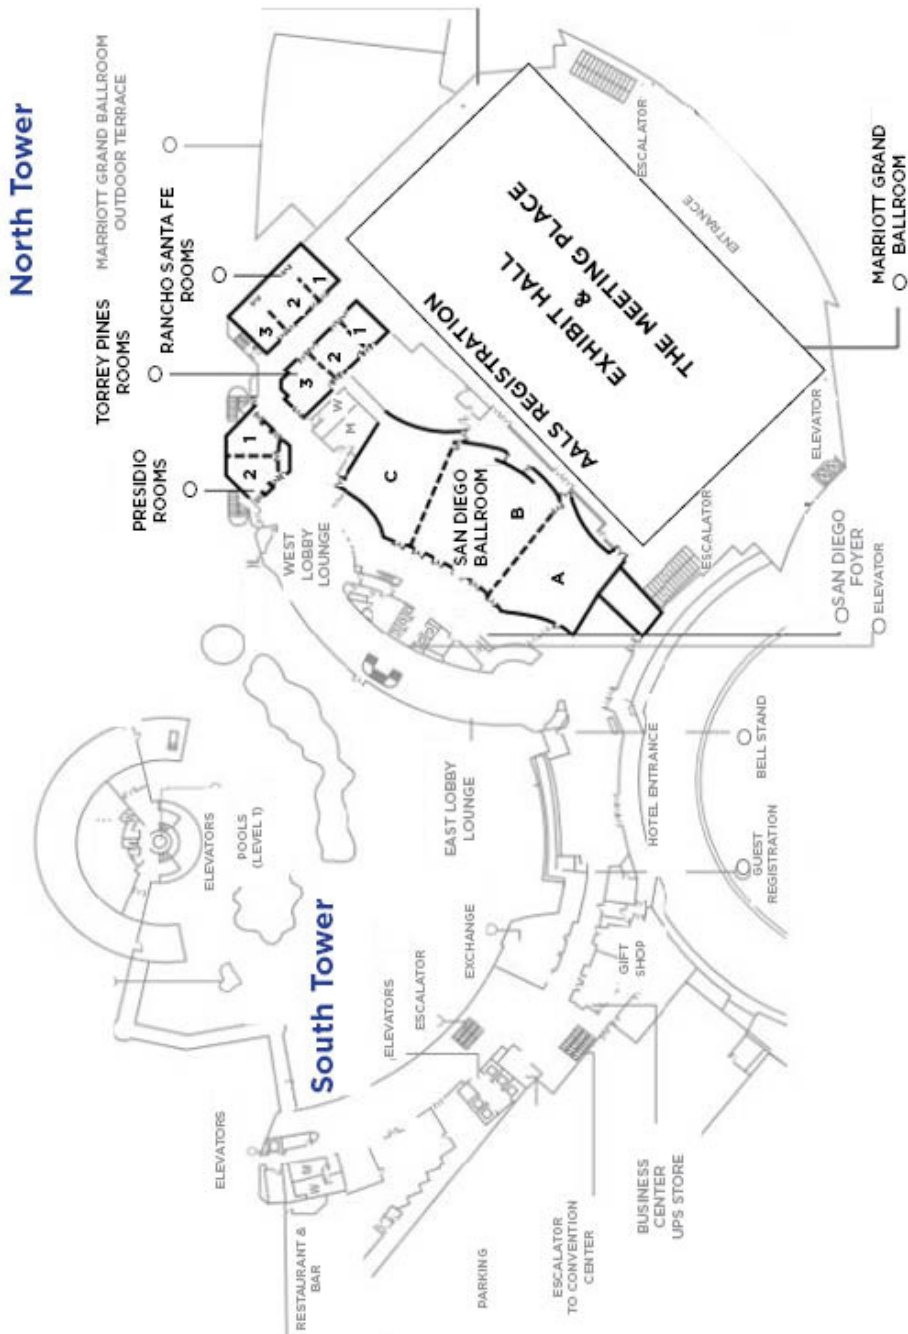 North Tower
MARRIOTT GRAND BALLROOM
OUTDOOR TERRACE
RANCHO SANTA FE
ROOMS
TORREY PINES
ROOMS
PRESIDIO
ROOMS
1
2
3
1
2
3
1
2
W
M
WEST
LOBBY
LOUNGE
C
SAN DIEGO
BALLROOM
B
A
AALS REGISTRATION
EXHIBIT HALL
&
THE MEETING PLACE
ESCALATOR
ENTRANCE
MARRIOTT GRAND
BALLROOM
ELEVATOR
ESCALATOR
SAN DIEGO
FOYER
ELEVATOR
ELEVATORS
POOLS
(LEVEL 1)
EAST LOBBY
LOUNGE
HOTEL ENTRANCE
BELL STAND
GUEST
REGISTRATION
South Tower
EXCHANGE
ESCALATOR
ELEVATORS
GIFT
SHOP
ELEVATORS
M
W
RESTAURANT &
BAR
PARKING
ESCALATOR
TO CONVENTION
CENTER
BUSINESS
CENTER
UPS STORE